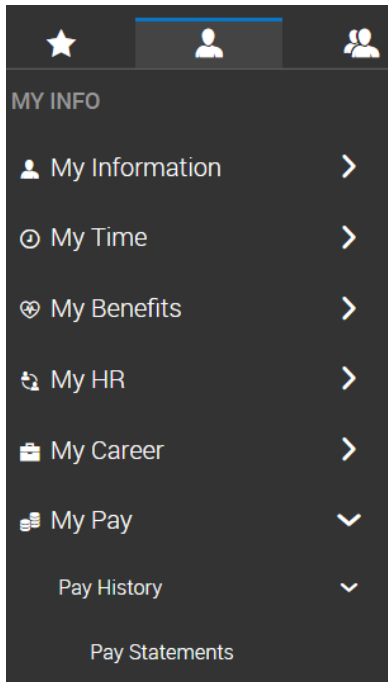 MY INFO
My Information
My Time
My Benefits
My HR
My Career
My Pay
Pay History
Pay Statements